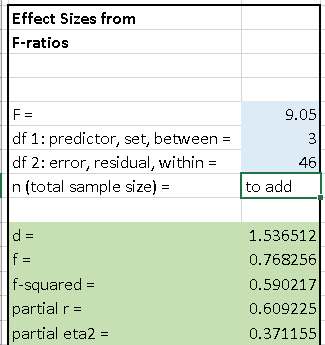 Effect Sizes from
F-ratios
F = 9.05
df 1: predictor, set, between = 3
df 2: error, residual, within = 46
n (total sample size) = to add
d = 1.536512
f = 0.768256
f-squared = 0.590217
partial r = 0.609225
partial eta2 = 0.371155